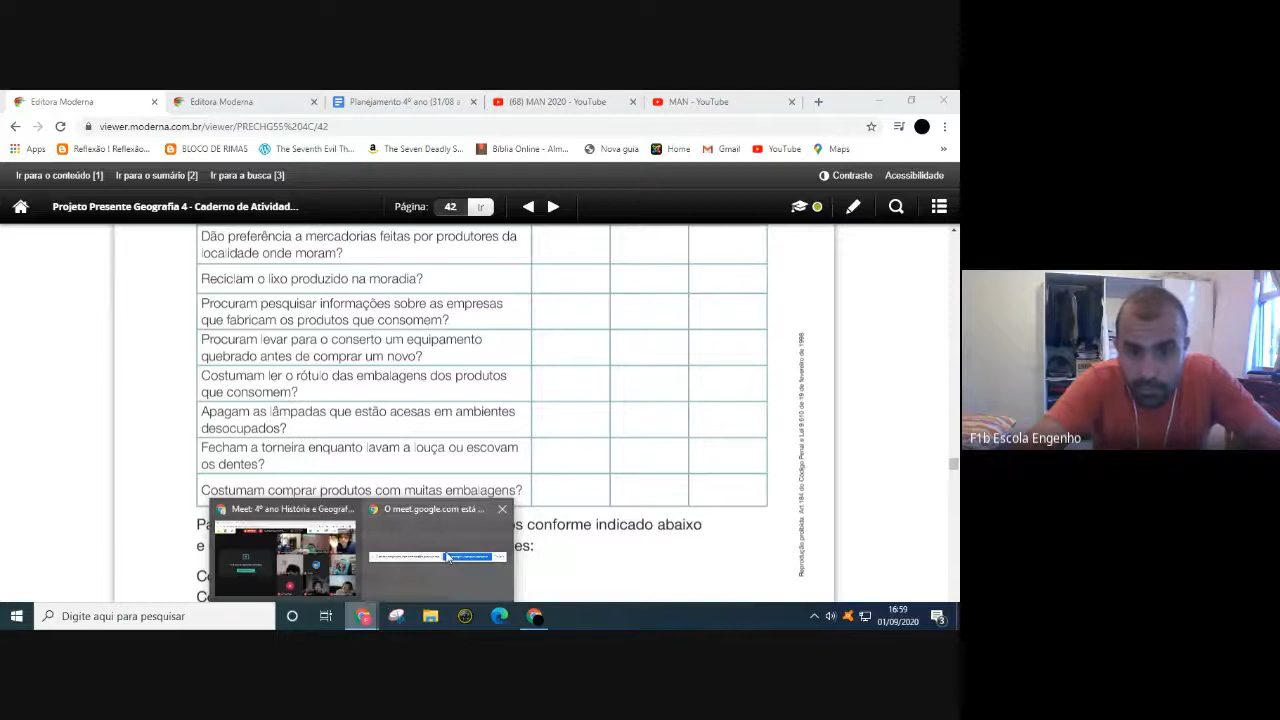 Editora Moderna
Editora Moderna
Planejamento 4º ano (31/08 a
(68) MAN 2020 - YouTube
MAN - YouTube
viewer.moderna.com.br/viewer/PRECHG55%204C/42
Apps
Reflexão ! Reflexão...
BLOCO DE RIMAS
The Seventh Evil Th...
The Seven Deadly S...
Bíblia Online - Alm...
Nova guia
Home
Gmail
YouTube
Maps
Ir para o conteúdo [1]
Ir para o sumário [2]
Ir para a busca [3]
Contraste
Acessibilidade
Projeto Presente Geografia 4 - Caderno de Atividad...
Página:
42
Ir
Dão preferência a mercadorias feitas por produtores da
localidade onde moram?
Reciclam o lixo produzido na moradia?
Procuram pesquisar informações sobre as empresas
que fabricam os produtos que consomem?
Procuram levar para o conserto um equipamento
quebrado antes de comprar um novo?
Costumam ler o rótulo das embalagens dos produtos
que consomem?
Apagam as lâmpadas que estão acesas em ambientes
desocupados?
Fecham a torneira enquanto lavam a louça ou escovam
os dentes?
Costumam comprar produtos com muitas embalagens?
Reprodução proibida. Art.184 do Código Penal e Lei 9.610 de 19 de fevereiro de 1998.
Meet: 4º ano História e Geograf...
O meet.google.com está ...
conforme indicado abaixo
e
F1b Escola Engenho
Digite aqui para pesquisar
16:59
01/09/2020
3